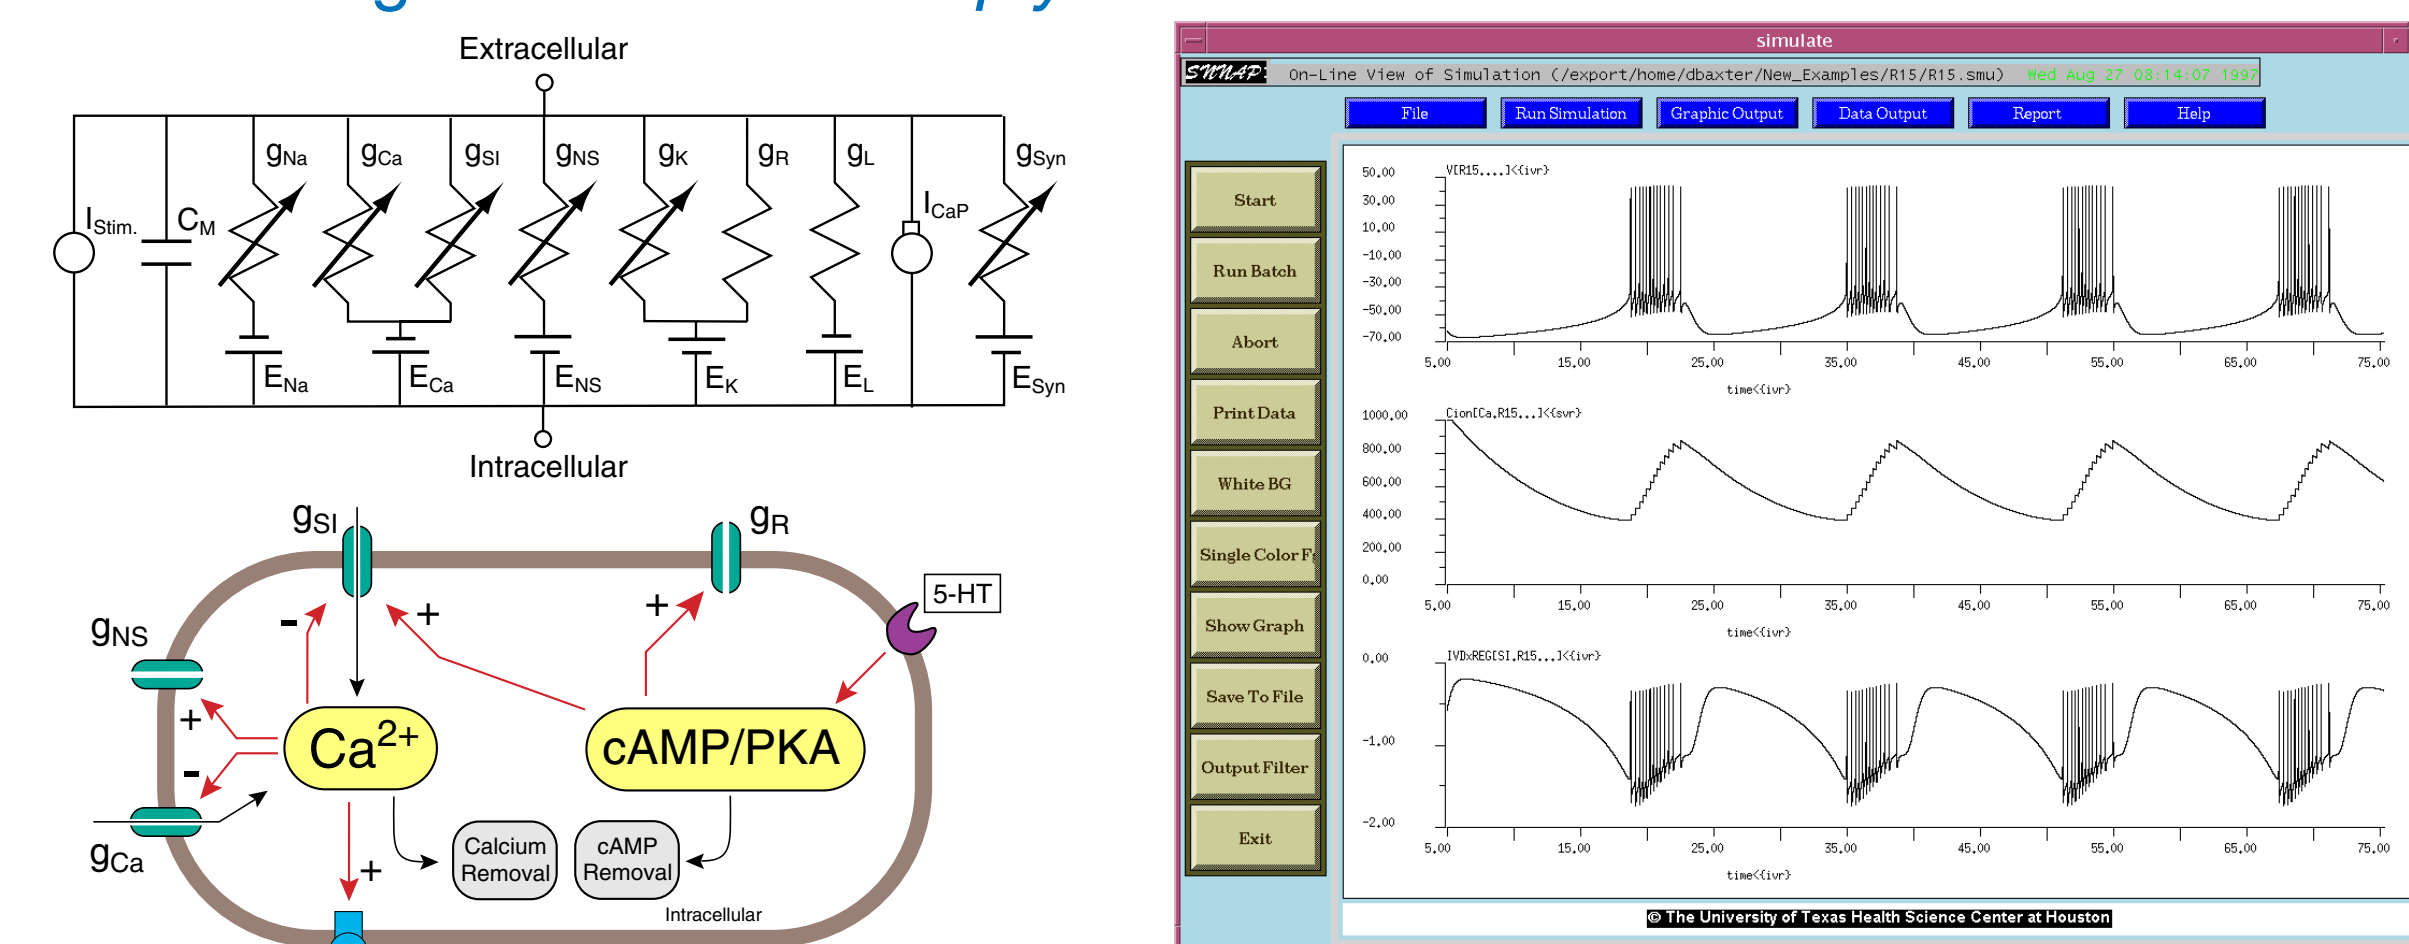 Extracellular
gNa gCa gSI gNS gK gR gL gSyn
IStim. CM ICaP
ENa ECa ENS EK EL ESyn
Intracellular
gSI gR
5-HT
- + +
gNS
+
Ca2+ cAMP/PKA
-
gCa
+
Calcium
Removal
cAMP
Removal
Intracellular
simulate
SNNAP: On-Line View of Simulation (/export/home/dbaxter/New_Examples/R15/R15.smu) Wed Aug 27 08:14:07 1997
File Run Simulation Graphic Output Data Output Report Help
Start
Run Batch
Abort
Print Data
White BG
Single Color F
Show Graph
Save To File
Output Filter
Exit
V[R15....]<{ivr}
50.00
30.00
10.00
-10.00
-30.00
-50.00
-70.00
5.00 15.00 25.00 35.00 45.00 55.00 65.00 75.00
time<{ivr}
Cion[Ca.R15...]<{svr}
1000.00
800.00
600.00
400.00
200.00
0.00
5.00 15.00 25.00 35.00 45.00 55.00 65.00 75.00
time<{ivr}
IVDxREG[SI.R15...]<{ivr}
0.00
-1.00
-2.00
5.00 15.00 25.00 35.00 45.00 55.00 65.00 75.00
time<{ivr}
© The University of Texas Health Science Center at Houston